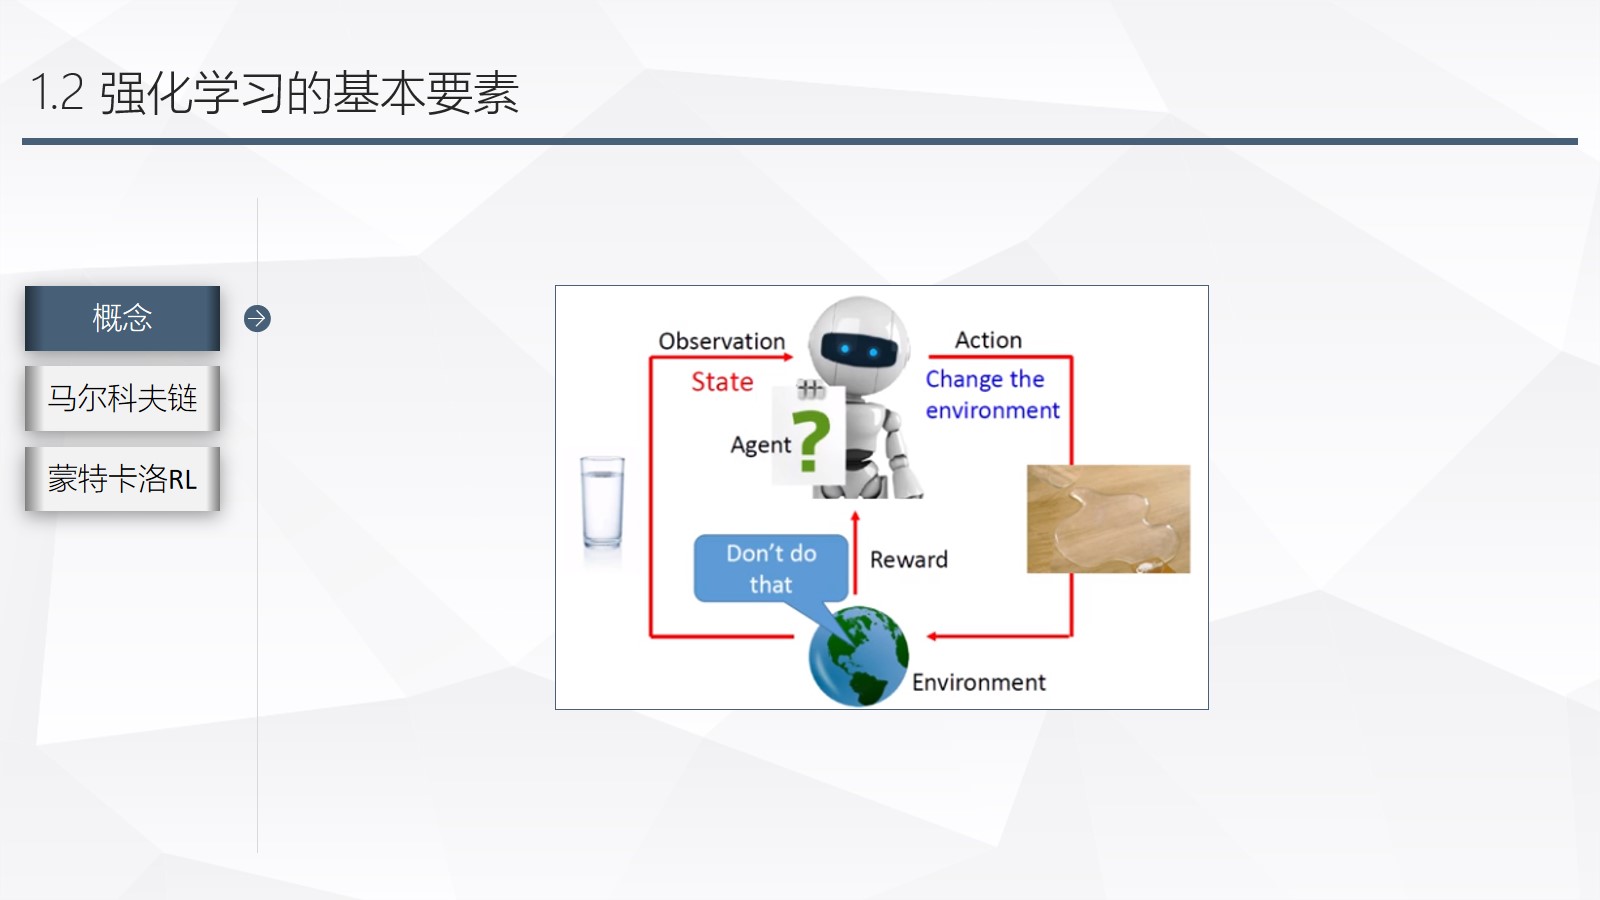 1.2 强化学习的基本要素
概念
马尔科夫链
蒙特卡洛RL
Observation
State
Action
Change the
environment
Agent
?
Don't do
that
Reward
Environment